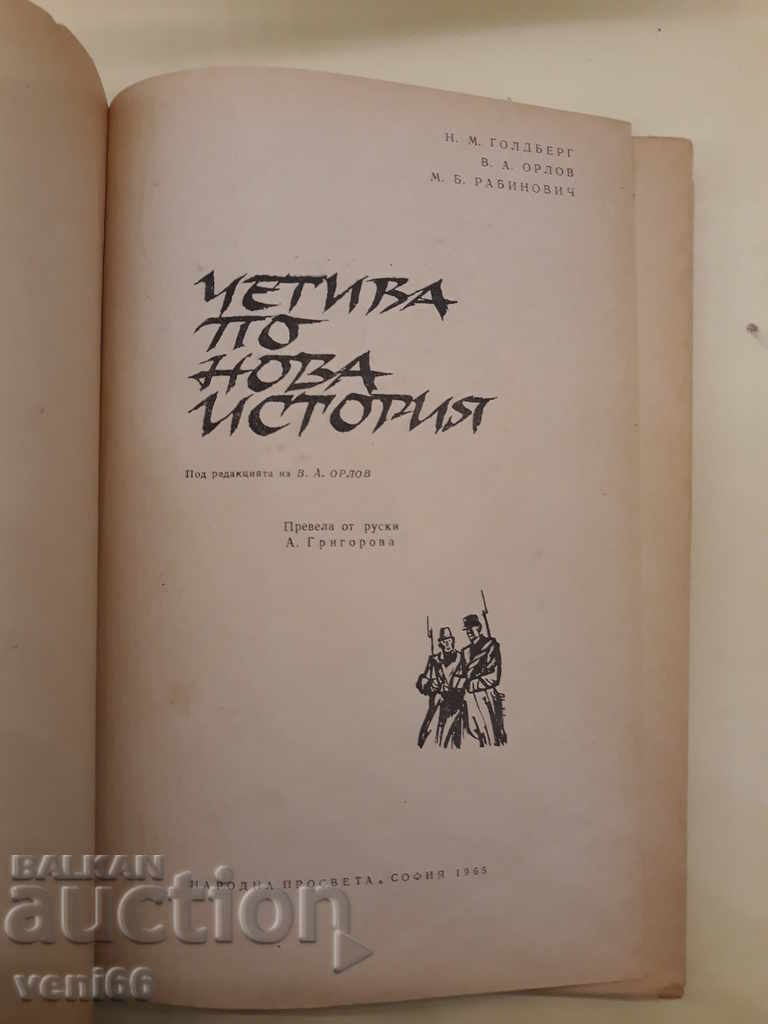 Н. М. ГОЛДБЕРГ
В. А. ОРЛОВ
М. Б. РАБИНОВИЧ
ЧЕТИВА
ПО
НОВА
ИСТОРИЯ
Под редакцията на В. А. ОРЛОВ
Превела от руски
А. Григорова
НАРОДНА ПРОСВЕТА • СОФИЯ 1965
BALKAN
auction
veni66